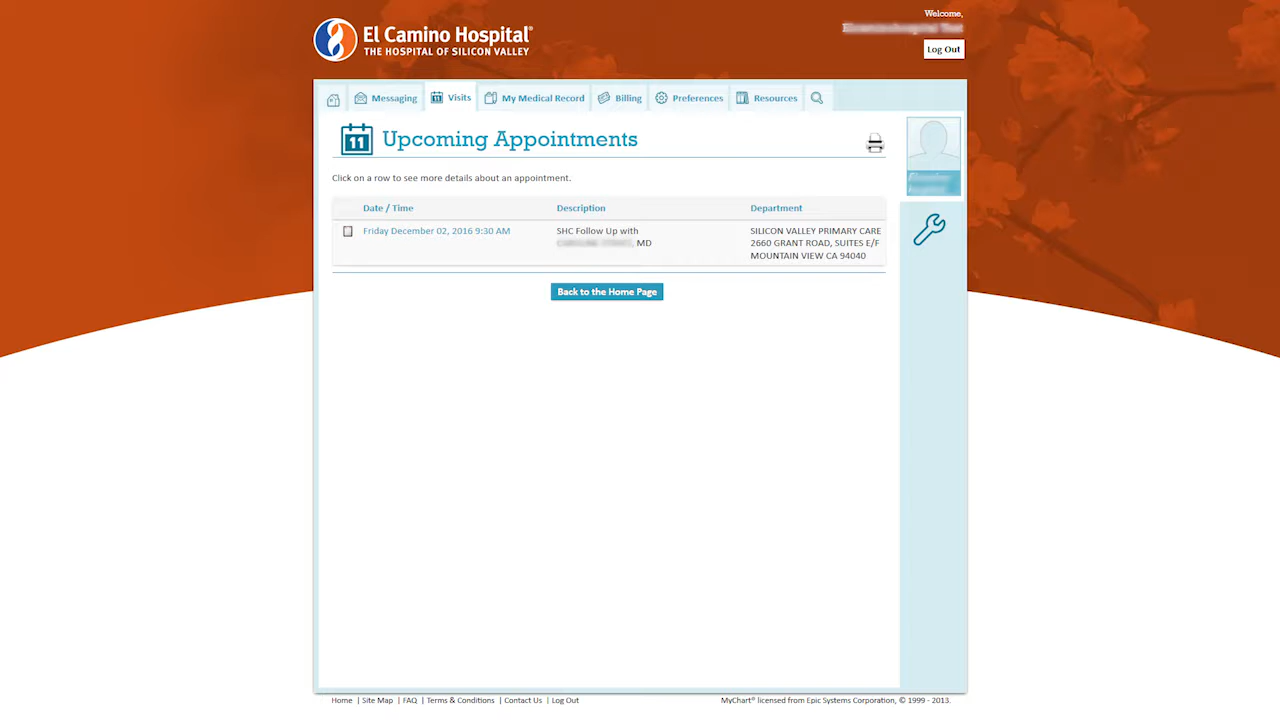 El Camino Hospital®
THE HOSPITAL OF SILICON VALLEY
Welcome,
Log Out
Messaging
11
Visits
My Medical Record
Billing
Preferences
Resources
11
Upcoming Appointments
Click on a row to see more details about an appointment.
Date / Time
Description
Department
Friday December 02, 2016 9:30 AM
SHC Follow Up with
, MD
SILICON VALLEY PRIMARY CARE
2660 GRANT ROAD, SUITES E/F
MOUNTAIN VIEW CA 94040
Back to the Home Page
Home | Site Map | FAQ | Terms & Conditions | Contact Us | Log Out
MyChart® licensed from Epic Systems Corporation, © 1999 - 2013.